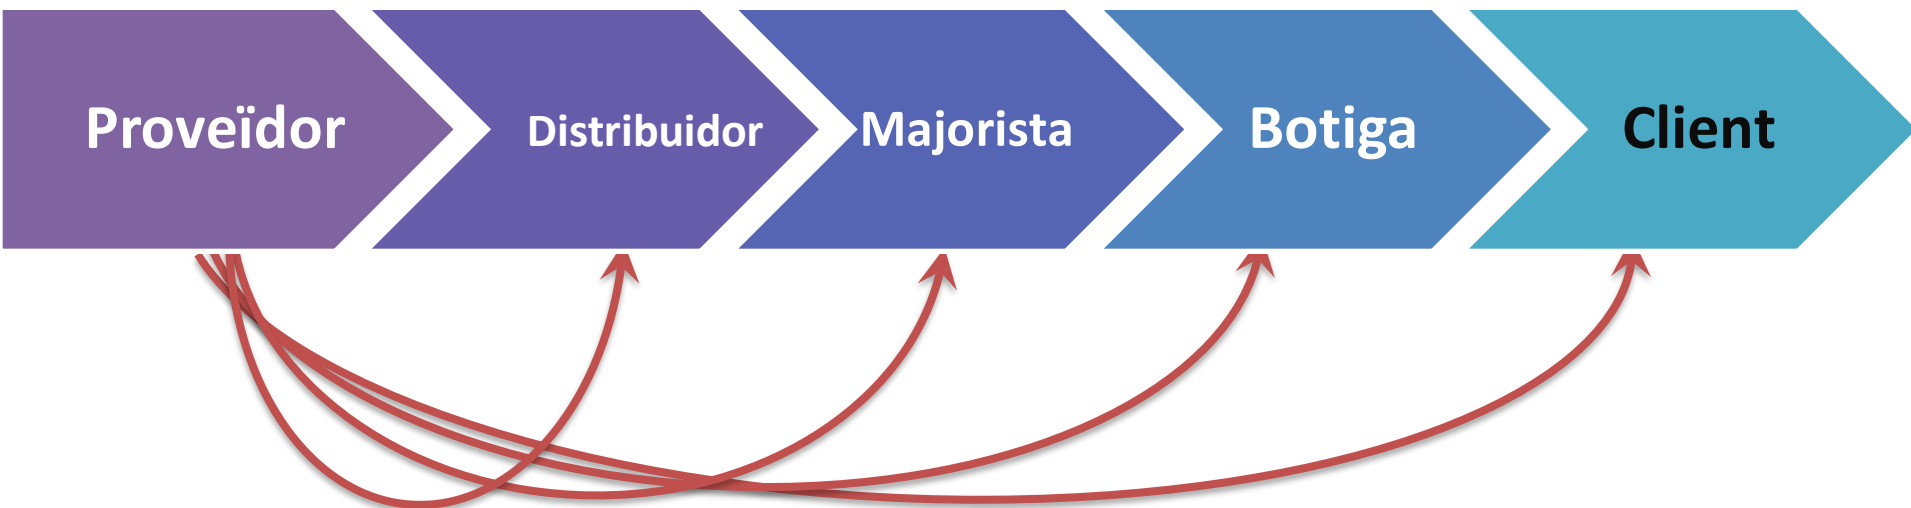 Proveïdor
Distribuidor
Majorista
Botiga
Client